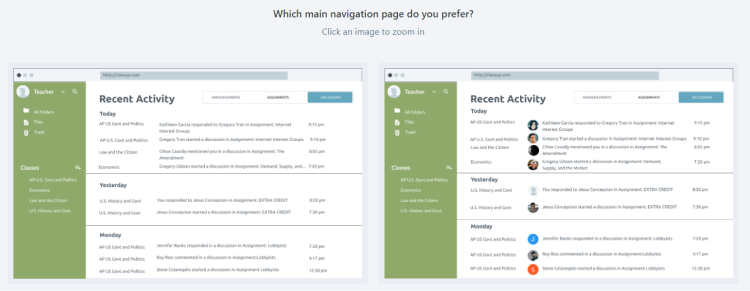 Which main navigation page do you prefer?
Click an image to zoom in
http://classup.com
Teacher
All Folders
Files
Trash
Classes
AP U.S. Govt and Politics
Economics
Law and the Citizen
U.S. History and Govt
Recent Activity
ANNOUNCEMENTS ASSIGNMENTS DISCUSSIONS
Today
AP US Govt and Politics Kathleen Garcia responded to Gregory Tran in Assignment: Internet 9:15 pm
Interest Groups
AP U.S. Govt and Politics Gregory Tran started a discussion in Assignment: Internet Interest Groups 9:10 pm
Law and the Citizen Chloe Cassidy mentioned you in Assignment: The 8:05 pm
Amendment
Economics Gregory Gilson started a discussion in Assignment: Demand, Supply, and... 7:20 pm
Yesterday
U.S. History and Govt You responded to Jesus Concepcion in Assignment: EXTRA CREDIT 8:20 pm
U.S. History and Govt Jesus Concepcion started a discussion in Assignment: EXTRA CREDIT 7:30 pm
Monday
AP US Govt and Politics Jennifer Banks responded in a discussion in Assignment: Lobbyists 7:20 pm
AP US Govt and Politics Roy Rios commented in a discussion in Assignment:Lobbyists 4:17 pm
AP US Govt and Politics Steve Colanagelo started a discussion in Assignment: Lobbyists 12:30 pm
http://classup.com
Teacher
All Folders
Files
Trash
Classes
AP U.S. Govt and Politics
Economics
Law and the Citizen
U.S. History and Govt
Recent Activity
ANNOUNCEMENTS ASSIGNMENTS DISCUSSIONS
Today
AP US Govt and Politics Kathleen Garcia responded to Gregory Tran in Assignment: Internet 9:15 pm
Interest Groups
AP U.S. Govt and Politics Gregory Tran started a discussion in Assignment: Internet Interest Groups 9:10 pm
Law and the Citizen Chloe Cassidy mentioned you in Assignment: The 8:05 pm
Amendment
Economics Gregory Gilson started a discussion in Assignment: Demand, 7:20 pm
Supply, and the Market
Yesterday
U.S. History and Govt You responded to Jesus Concepcion in Assignment: EXTRA CREDIT 8:20 pm
U.S. History and Govt Jesus Concepcion started a discussion in Assignment: EXTRA CREDIT 7:30 pm
Monday
AP US Govt and Politics J Jennifer Banks responded in a discussion in Assignment: Lobbyists 7:20 pm
AP US Govt and Politics Roy Rios commented in a discussion in Assignment:Lobbyists 4:17 pm
AP US Govt and Politics S Steve Colanagelo started a discussion in Assignment: Lobbyists 12:30 pm